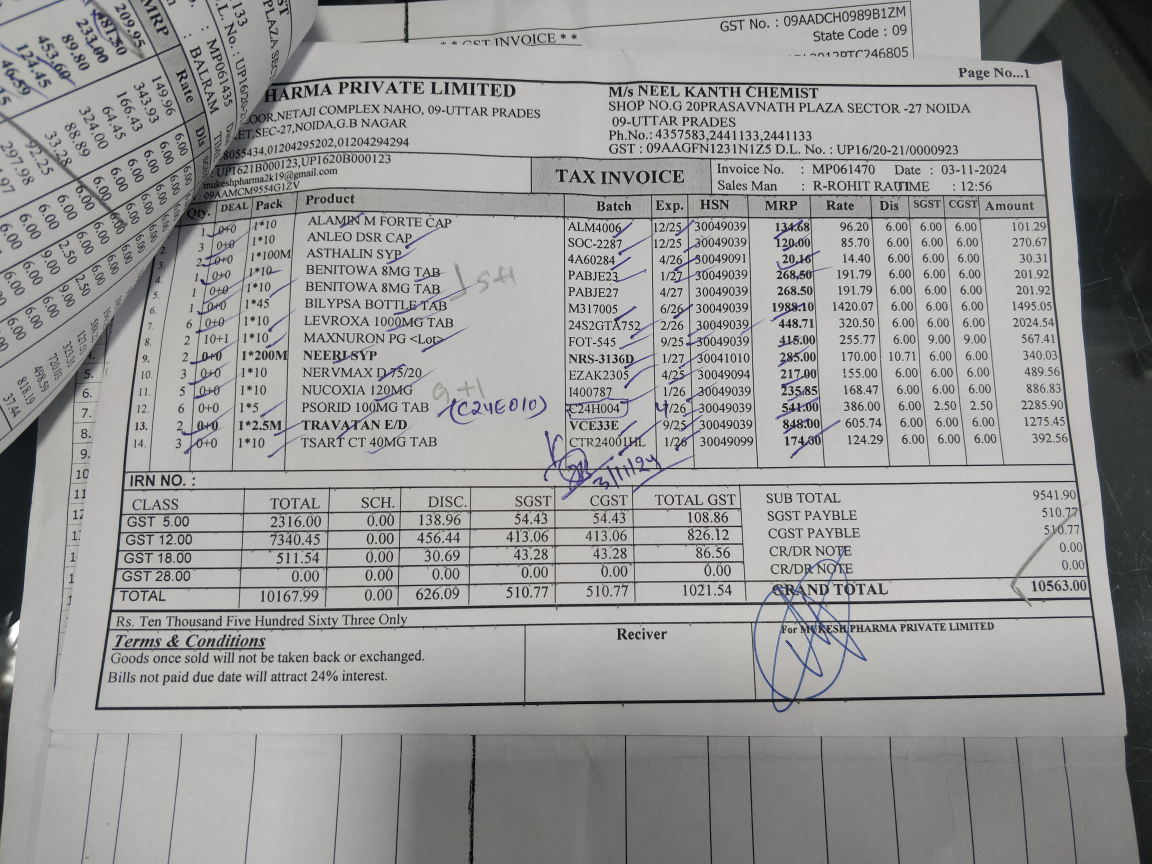 GST No. : 09AADCH0989B1ZM
State Code : 09
** GST INVOICE **
Page No...1
PHARMA PRIVATE LIMITED
M/s NEEL KANTH CHEMIST
FLOOR,NETAJI COMPLEX NAHO, 09-UTTAR PRADES
SHOP NO.G 20PRASAVNATH PLAZA SECTOR -27 NOIDA
KET,SEC-27,NOIDA,G.B NAGAR
09-UTTAR PRADES
8055434,01204295202,01204294294
Ph.No.: 4357583,2441133,2441133
UP1621B000123,UP1620B000123
GST : 09AAGFN1231N1Z5 D.L. No. : UP16/20-21/0000923
mukeshpharma2k19@gmail.com
: 09AAMCM9554G1ZV
TAX INVOICE
Invoice No. : MP061470 Date : 03-11-2024
Sales Man : R-ROHIT RAUTIME : 12:56
Qty. DEAL Pack Product Batch Exp. HSN MRP Rate Dis SGST CGST Amount
1 0+0 1*10 ALAMIN M FORTE CAP ALM4006 12/25 30049039 134.68 96.20 6.00 6.00 6.00 101.29
3 0+0 1*10 ANLEO DSR CAP SOC-2287 12/25 30049039 120.00 85.70 6.00 6.00 6.00 270.67
2 0+0 1*100M ASTHALIN SYP 4A60284 4/26 30049091 20.16 14.40 6.00 6.00 6.00 30.31
1 0+0 1*10 BENITOWA 8MG TAB PABJE23 1/27 30049039 268.50 191.79 6.00 6.00 6.00 201.92
5. 1 0+0 1*10 BENITOWA 8MG TAB PABJE27 4/27 30049039 268.50 191.79 6.00 6.00 6.00 201.92
6. 1 0+0 1*45 BILYPSA BOTTLE TAB M317005 6/26 30049039 1988.10 1420.07 6.00 6.00 6.00 1495.05
7. 6 0+0 1*10 LEVROXA 1000MG TAB 24S2GTA752 2/26 30049039 448.71 320.50 6.00 6.00 6.00 2024.54
8. 2 10+1 1*10 MAXNURON PG <Lot> FOT-545 9/25 30049039 415.00 255.77 6.00 9.00 9.00 567.41
9. 2 0+0 1*200M NEERI SYP NRS-3136D 1/27 30041010 285.00 170.00 10.71 6.00 6.00 340.03
10. 3 0+0 1*10 NERVMAX D 75/20 EZAK2305 4/25 30049094 217.00 155.00 6.00 6.00 6.00 489.56
11. 5 0+0 1*10 NUCOXIA 120MG 9+1 I400787 1/26 30049039 235.85 168.47 6.00 6.00 6.00 886.83
12. 6 0+0 1*5 PSORID 100MG TAB (C24E010) C24H004 4/26 30049039 541.00 386.00 6.00 2.50 2.50 2285.90
13. 2 0+0 1*2.5M TRAVATAN E/D VCE33E 9/25 30049039 848.00 605.74 6.00 6.00 6.00 1275.45
14. 3 0+0 1*10 TSART CT 40MG TAB CTR24001HL 1/26 30049099 174.00 124.29 6.00 6.00 6.00 392.56
3/11/24
IRN NO. :
CLASS TOTAL SCH. DISC. SGST CGST TOTAL GST
GST 5.00 2316.00 0.00 138.96 54.43 54.43 108.86
GST 12.00 7340.45 0.00 456.44 413.06 413.06 826.12
GST 18.00 511.54 0.00 30.69 43.28 43.28 86.56
GST 28.00 0.00 0.00 0.00 0.00 0.00 0.00
TOTAL 10167.99 0.00 626.09 510.77 510.77 1021.54
SUB TOTAL 9541.90
SGST PAYBLE 510.77
CGST PAYBLE 510.77
CR/DR NOTE 0.00
CR/DR NOTE 0.00
GRAND TOTAL 10563.00
Rs. Ten Thousand Five Hundred Sixty Three Only
Terms & Conditions
Goods once sold will not be taken back or exchanged.
Bills not paid due date will attract 24% interest.
Reciver
For MUKESH PHARMA PRIVATE LIMITED